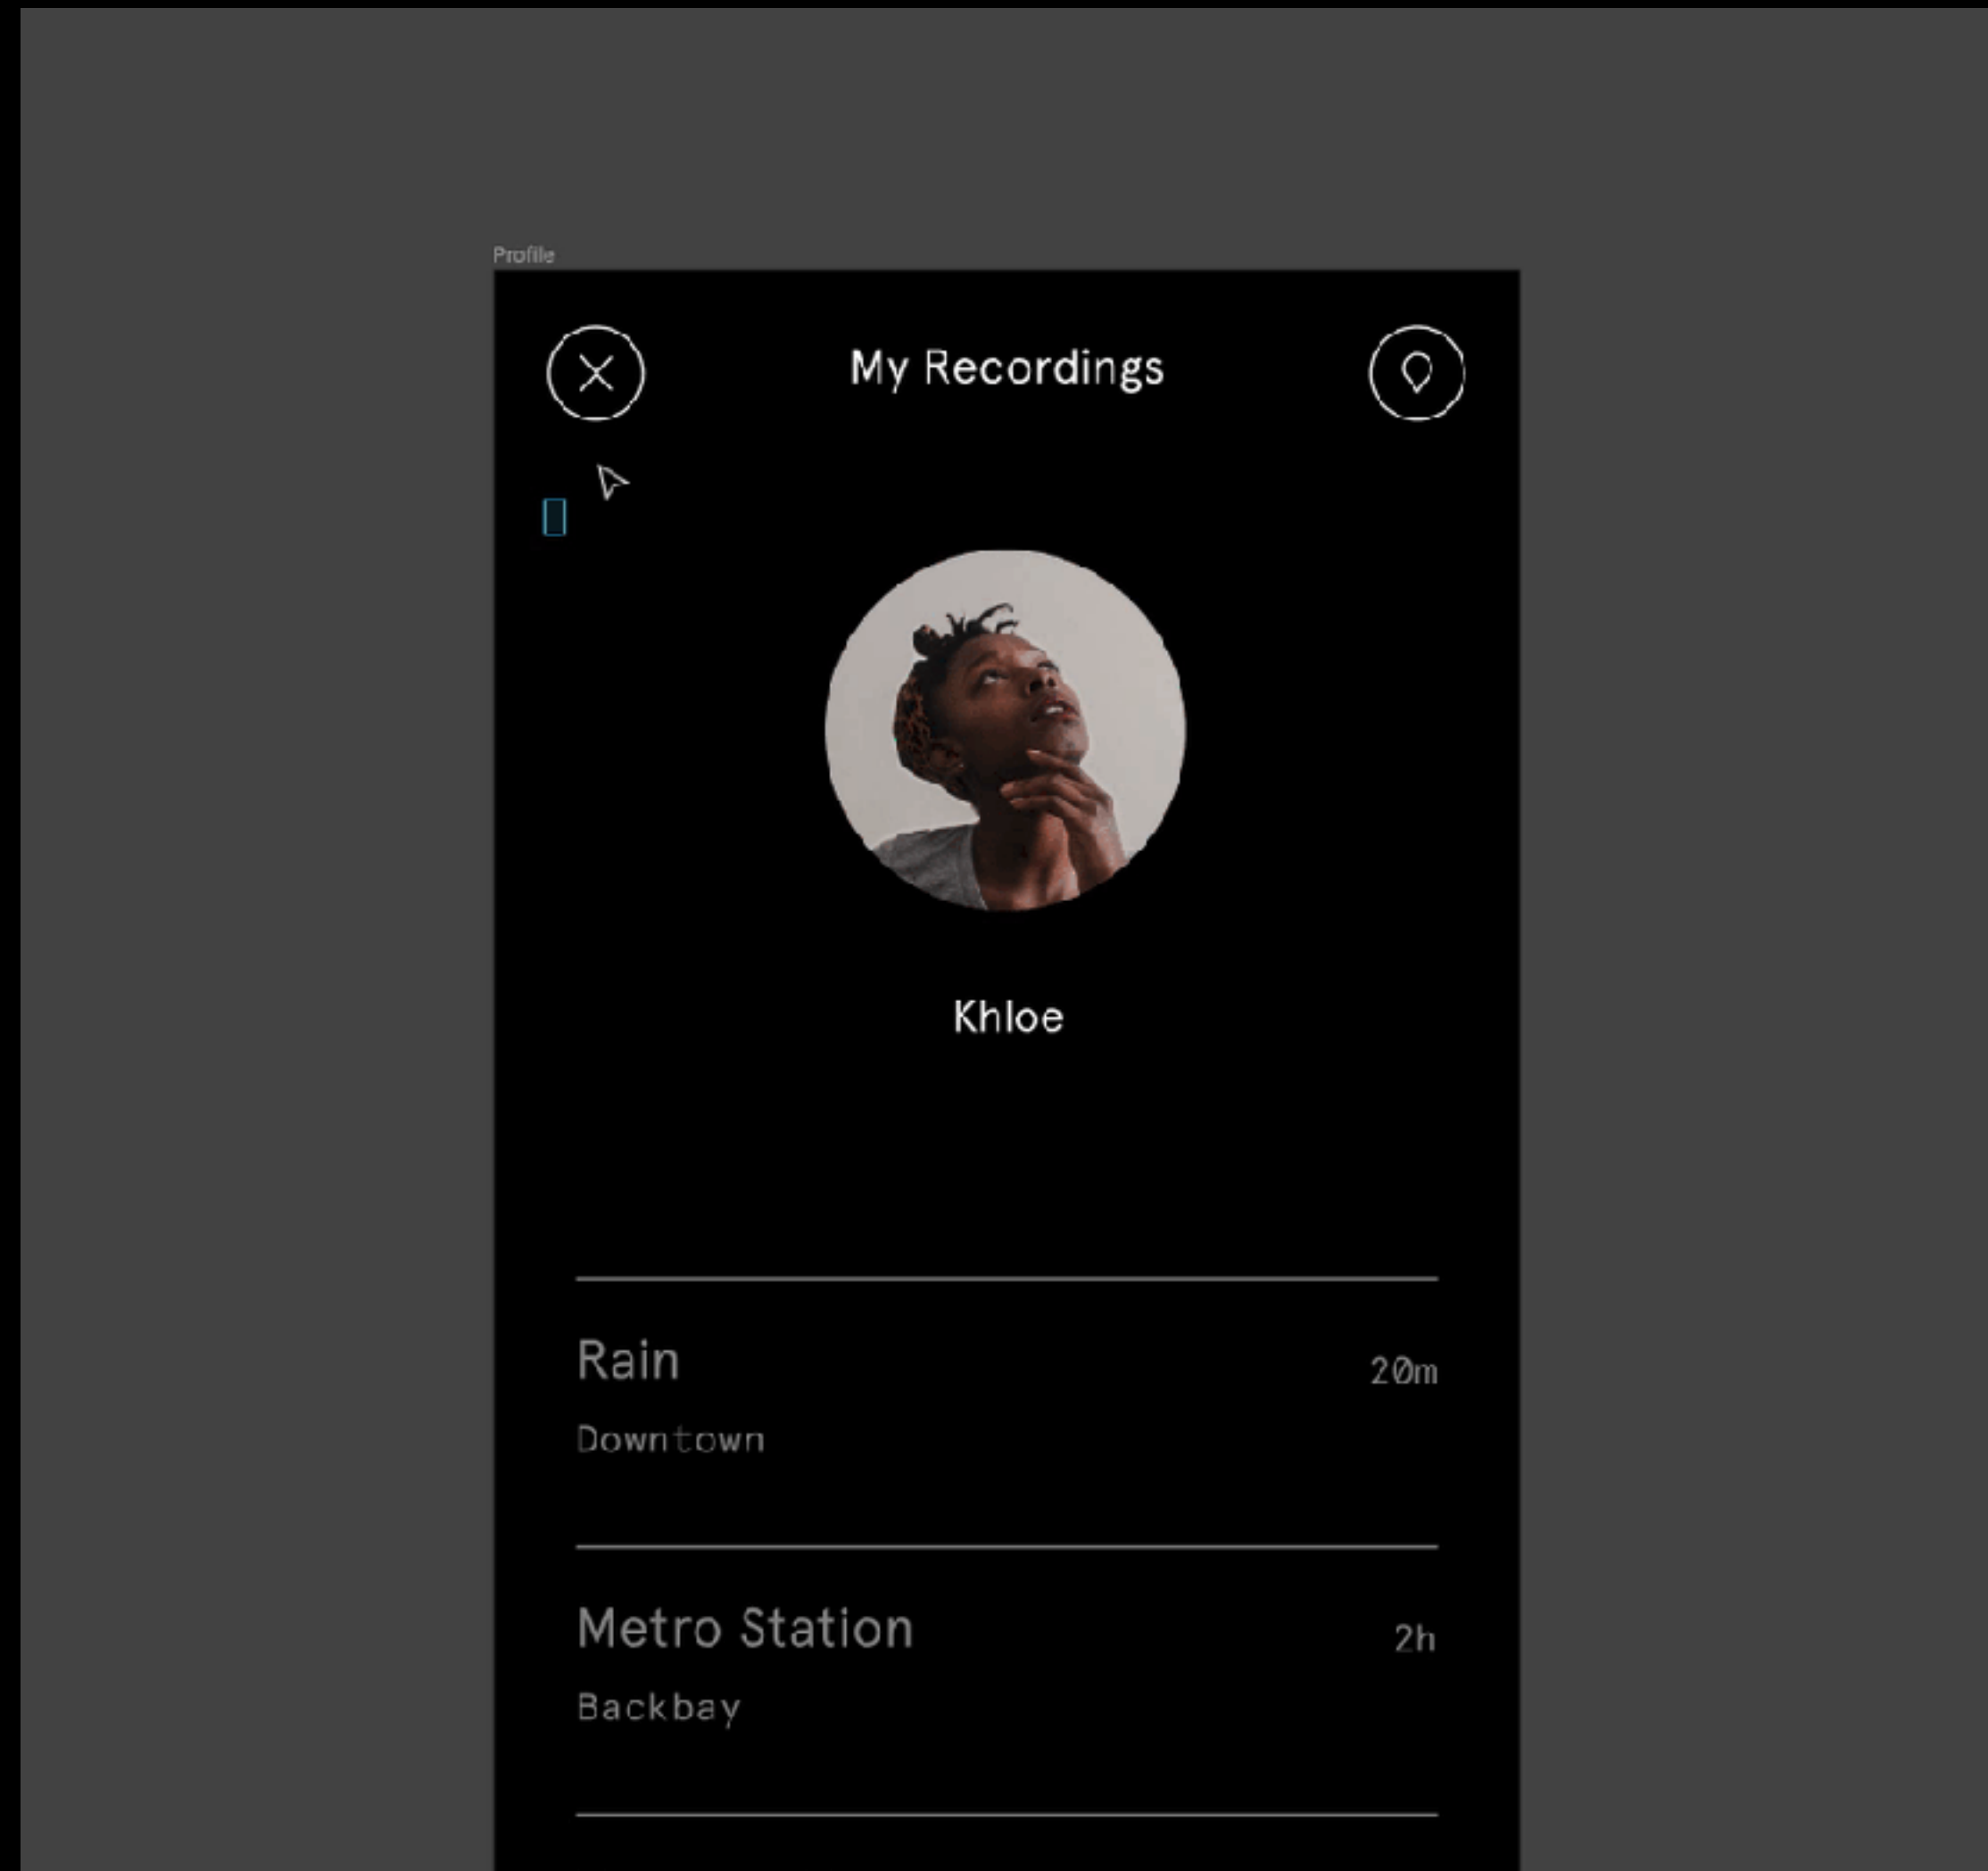 Profile
My Recordings
Khloe
Rain
20m
Downtown
Metro Station
2h
Backbay